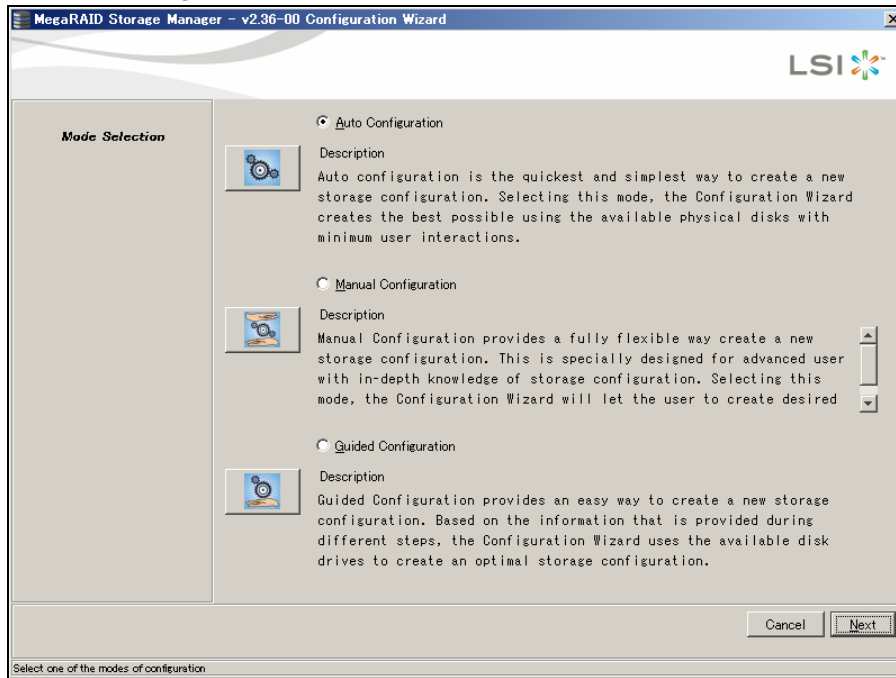 MegaRAID Storage Manager - v2.36-00 Configuration Wizard
LSI
Mode Selection
Auto Configuration
Description
Auto configuration is the quickest and simplest way to create a new
storage configuration. Selecting this mode, the Configuration Wizard
creates the best possible using the available physical disks with
minimum user interactions.
Manual Configuration
Description
Manual Configuration provides a fully flexible way create a new
storage configuration. This is specially designed for advanced user
with in-depth knowledge of storage configuration. Selecting this
mode, the Configuration Wizard will let the user to create desired
Guided Configuration
Description
Guided Configuration provides an easy way to create a new storage
configuration. Based on the information that is provided during
different steps, the Configuration Wizard uses the available disk
drives to create an optimal storage configuration.
Cancel
Next
Select one of the modes of configuration